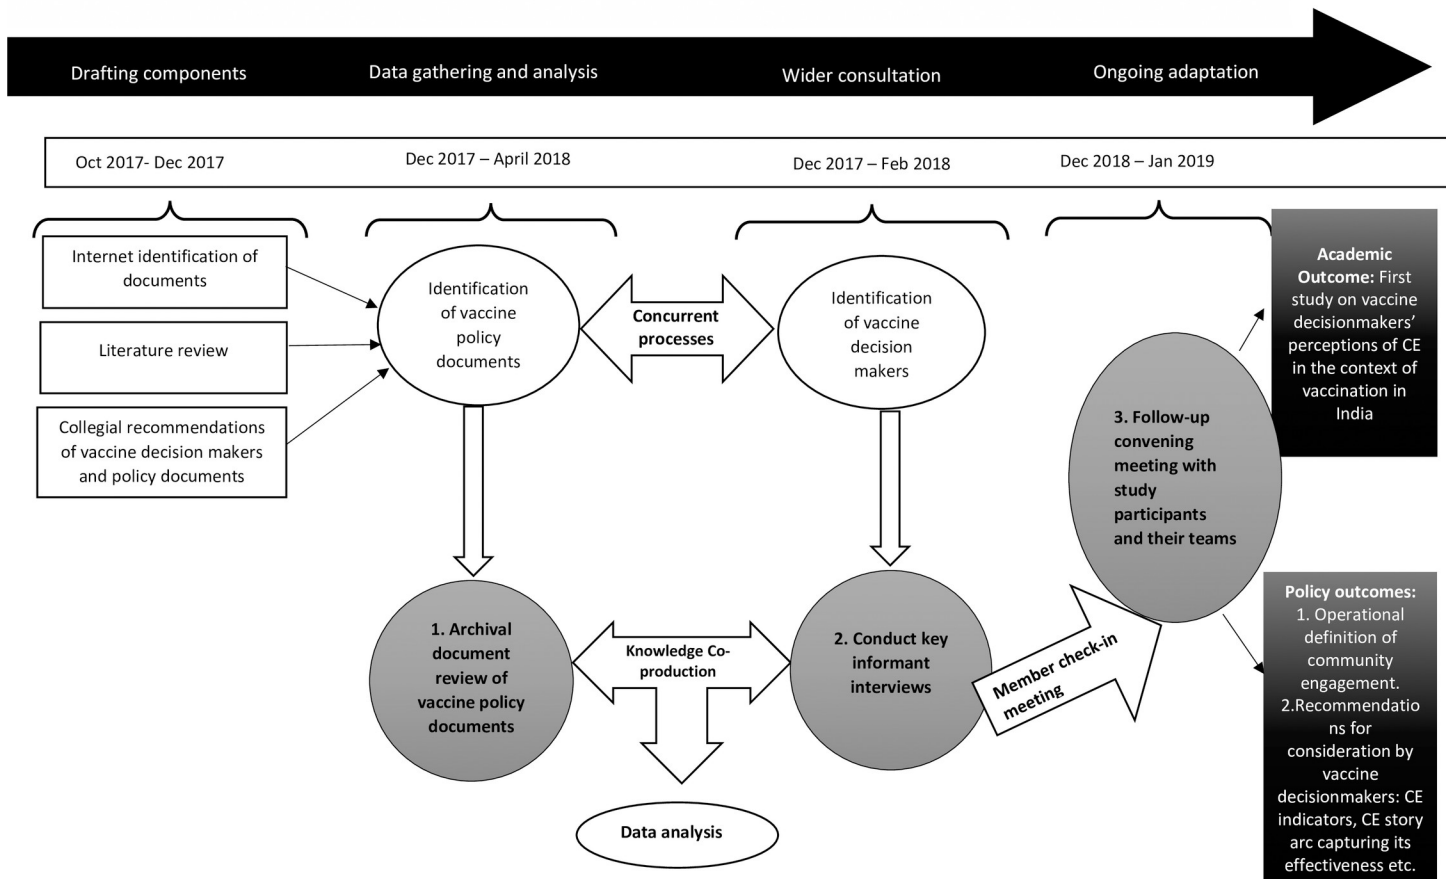 Drafting components
Data gathering and analysis
Wider consultation
Ongoing adaptation
Oct 2017- Dec 2017
Dec 2017 – April 2018
Dec 2017 – Feb 2018
Dec 2018 – Jan 2019
Internet identification of
documents
Literature review
Collegial recommendations
of vaccine decision makers
and policy documents
Identification
of vaccine
policy
documents
Concurrent
processes
Identification
of vaccine
decision
makers
1. Archival
document
review of
vaccine policy
documents
Knowledge Co-
production
2. Conduct key
informant
interviews
Data analysis
Member check-in
meeting
3. Follow-up
convening
meeting with
study
participants
and their teams
Academic
Outcome: First
study on vaccine
decisionmakers’
perceptions of CE
in the context of
vaccination in
India
Policy outcomes:
1. Operational
definition of
community
engagement.
2.Recommendatio
ns for
consideration by
vaccine
decisionmakers: CE
indicators, CE story
arc capturing its
effectiveness etc.